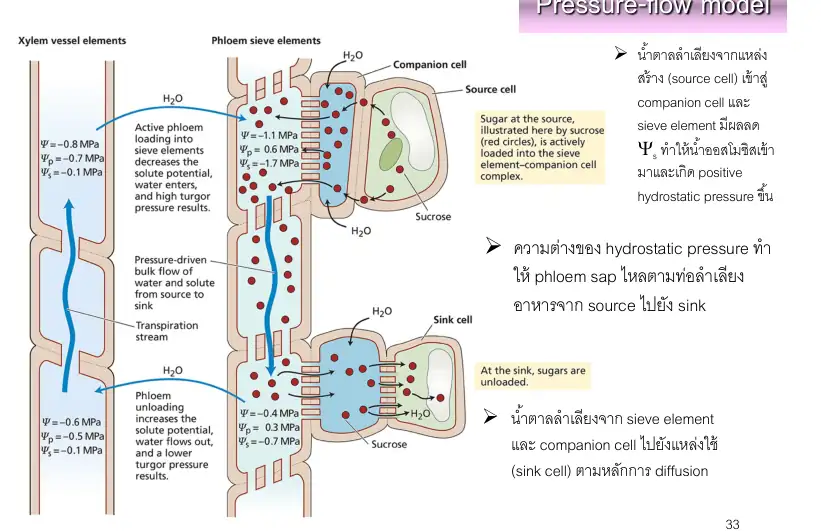 Pressure-flow model
Xylem vessel elements
Phloem sieve elements
H2O
Companion cell
Source cell
H2O
Ψ = –0.8 MPa
Ψp = –0.7 MPa
Ψs = –0.1 MPa
Active phloem
loading into
sieve elements
decreases the
solute potential,
water enters,
and high turgor
pressure results.
Ψ = –1.1 MPa
Ψp = 0.6 MPa
Ψs = –1.7 MPa
Sugar at the source,
illustrated here by sucrose
(red circles), is actively
loaded into the sieve
element–companion cell
complex.
Sucrose
H2O
Pressure-driven
bulk flow of
water and solute
from source to
sink
Transpiration
stream
H2O
Sink cell
H2O
Phloem
unloading
increases the
solute potential,
water flows out,
and a lower
turgor pressure
results.
Ψ = –0.6 MPa
Ψp = –0.5 MPa
Ψs = –0.1 MPa
Ψ = –0.4 MPa
Ψp = 0.3 MPa
Ψs = –0.7 MPa
H2O
Sucrose
At the sink, sugars are
unloaded.
➢ น้ำตาลลำเลียงจากแหล่ง
สร้าง (source cell) เข้าสู่
companion cell และ
sieve element มีผลลด
Ψs ทำให้น้ำออสโมซิสเข้า
มาและเกิด positive
hydrostatic pressure ขึ้น
➢ ความต่างของ hydrostatic pressure ทำ
ให้ phloem sap ไหลตามท่อลำเลียง
อาหารจาก source ไปยัง sink
➢ น้ำตาลลำเลียงจาก sieve element
และ companion cell ไปยังแหล่งใช้
(sink cell) ตามหลักการ diffusion
33